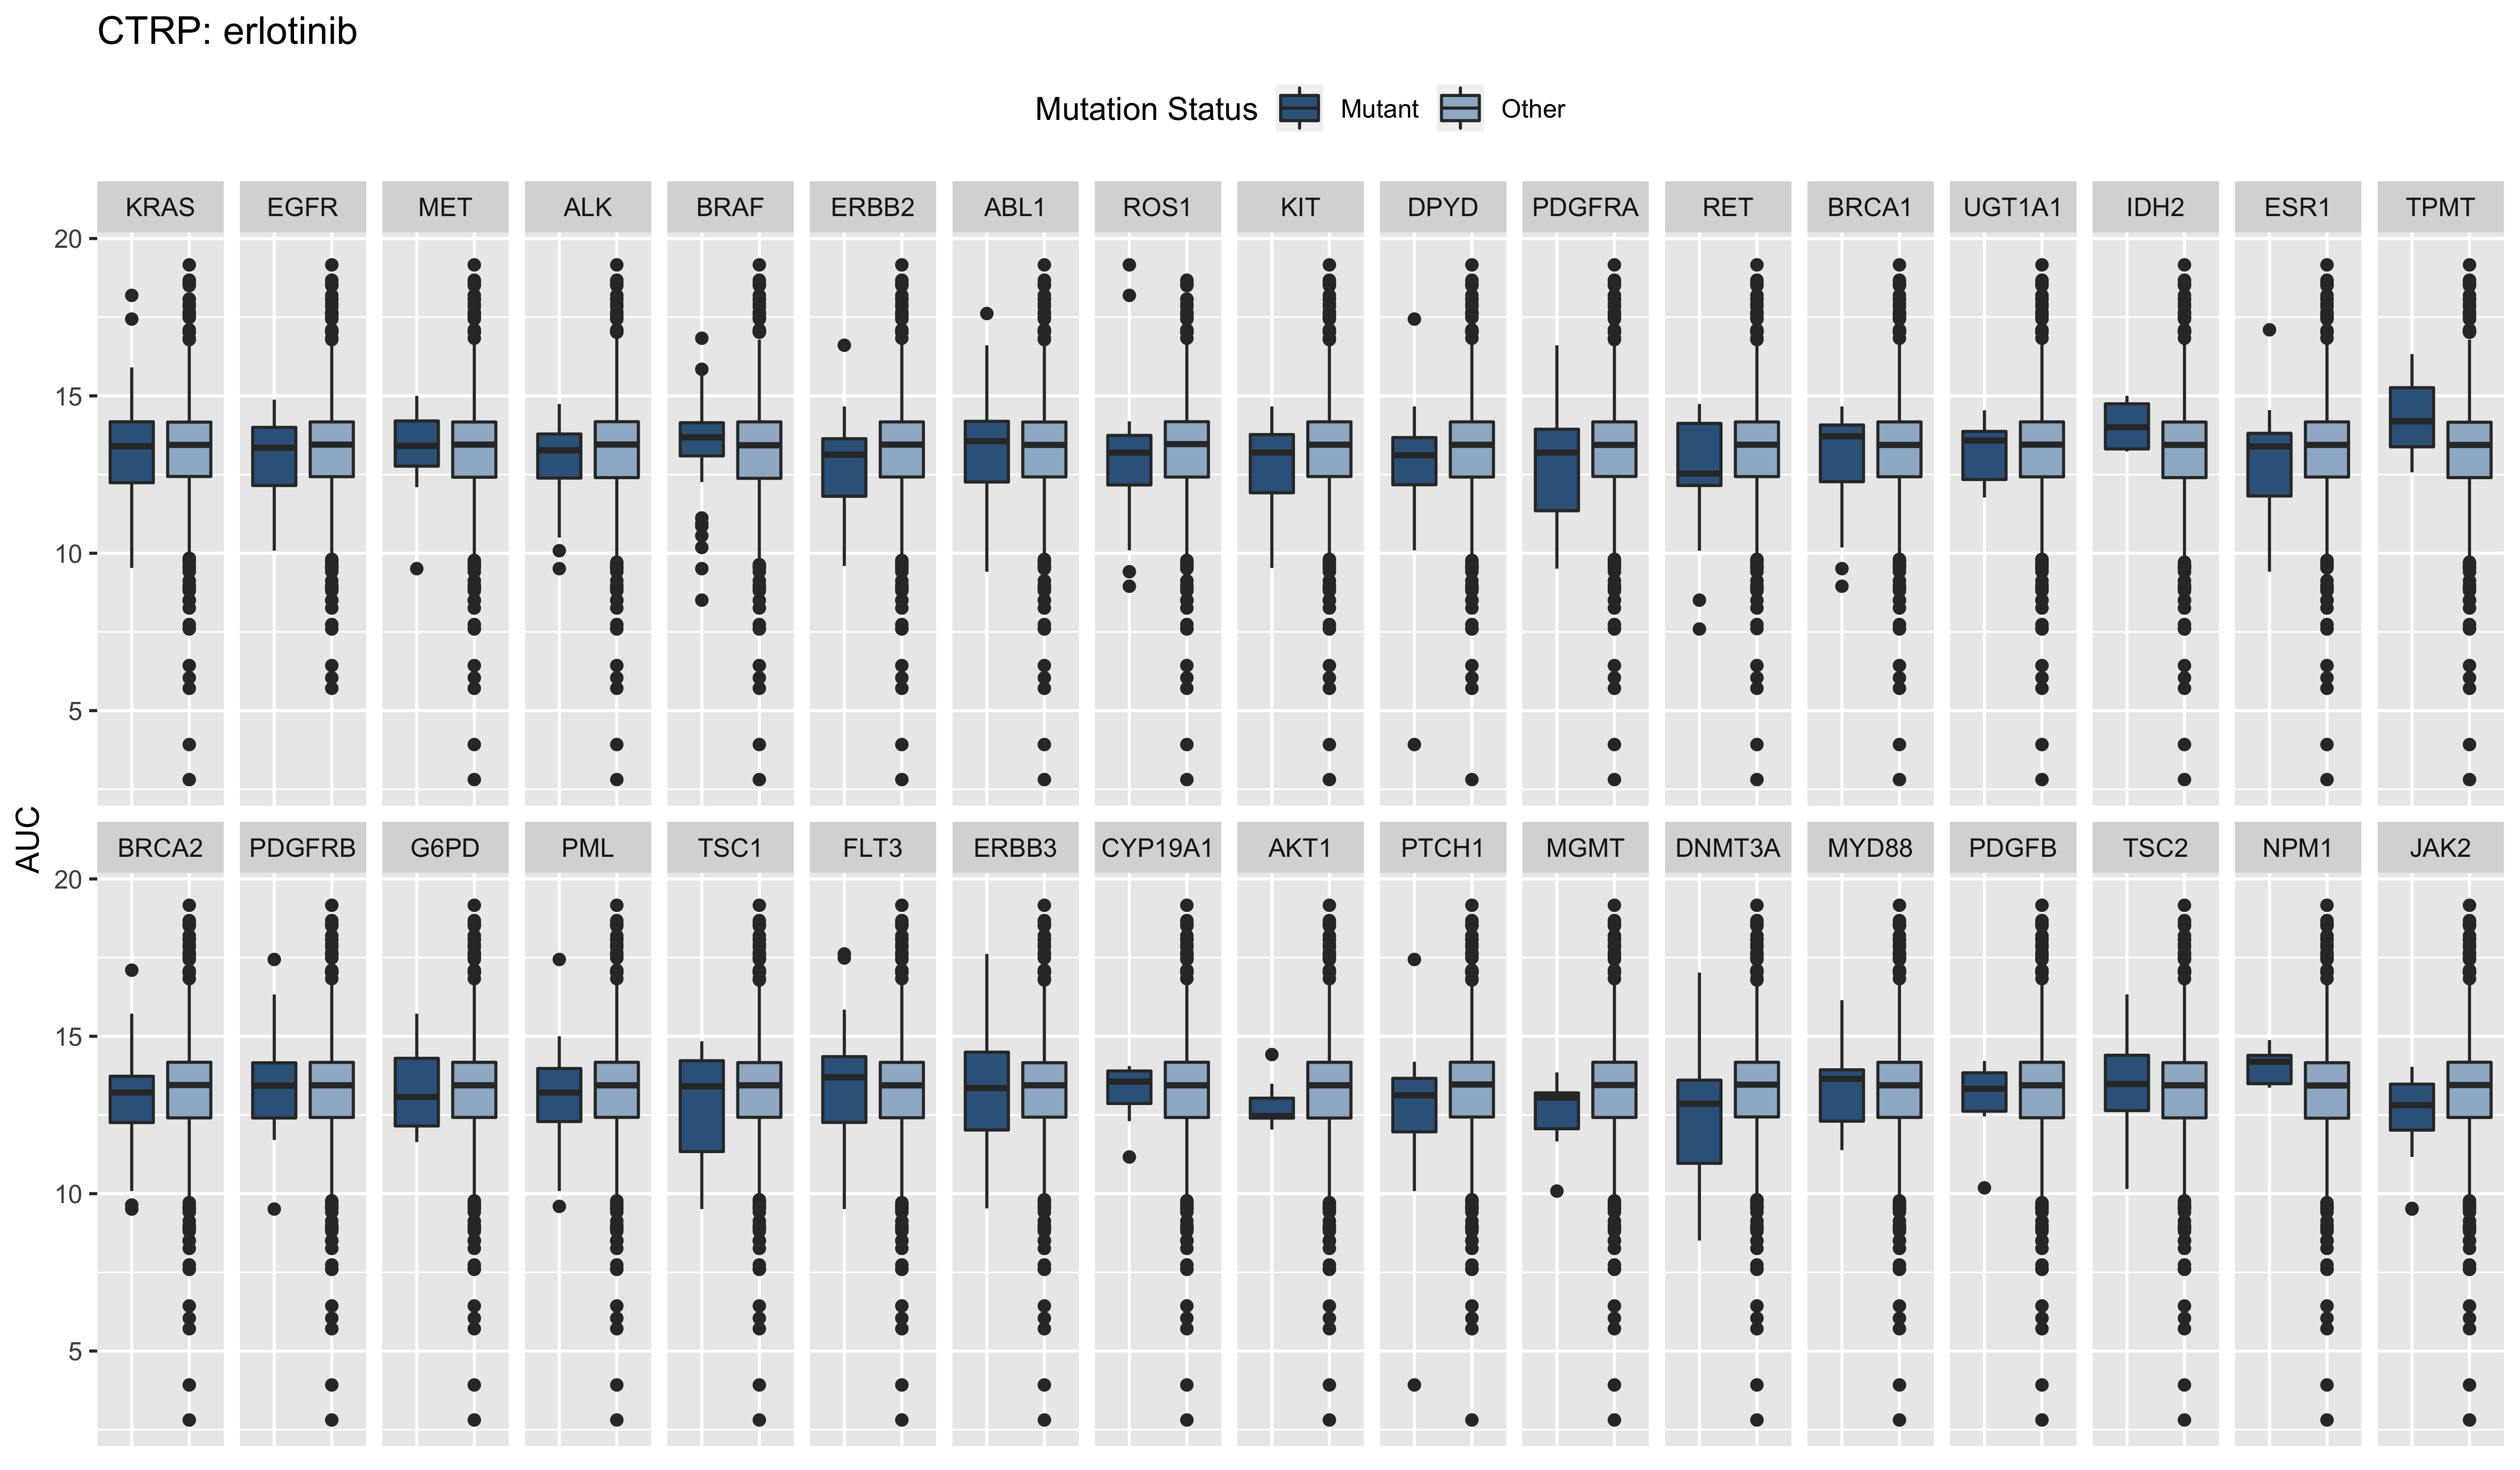 CTRP: erlotinib
Mutation Status Mutant Other
KRAS EGFR MET ALK BRAF ERBB2 ABL1 ROS1 KIT DPYD PDGFRA RET BRCA1 UGT1A1 IDH2 ESR1 TPMT
20
15
10
5
AUC
BRCA2 PDGFRB G6PD PML TSC1 FLT3 ERBB3 CYP19A1 AKT1 PTCH1 MGMT DNMT3A MYD88 PDGFB TSC2 NPM1 JAK2
20
15
10
5